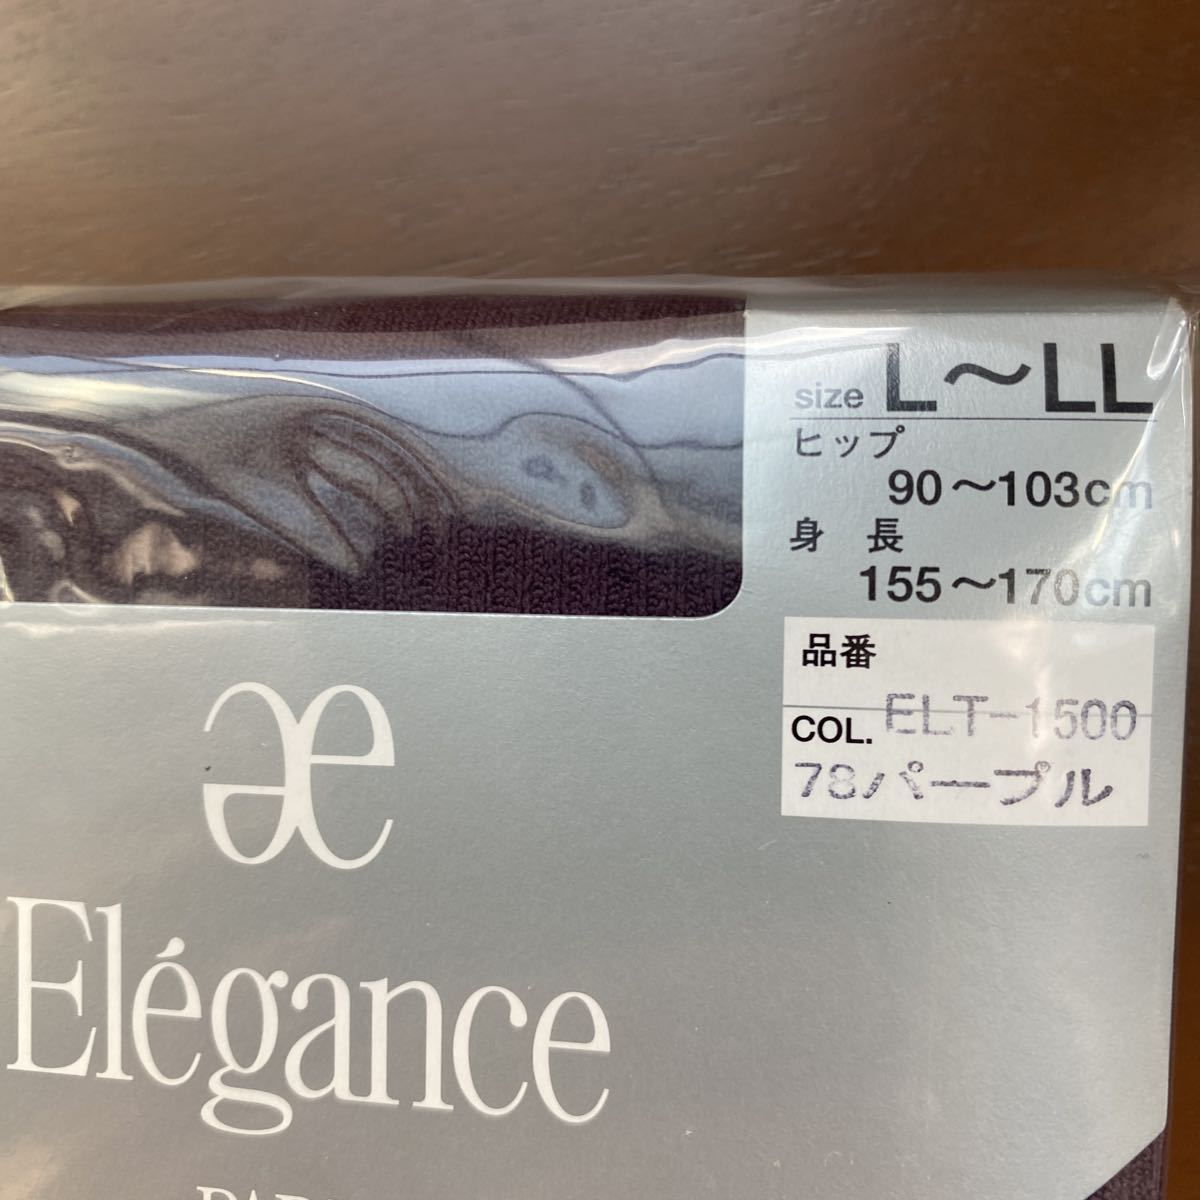 size L～LL
ヒップ
90～103cm
身長
155～170cm
品番
ELT-1500
COL.
78パープル
æ
Elégance